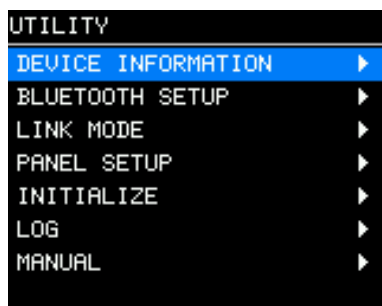 UTILITY
DEVICE INFORMATION
BLUETOOTH SETUP
LINK MODE
PANEL SETUP
INITIALIZE
LOG
MANUAL